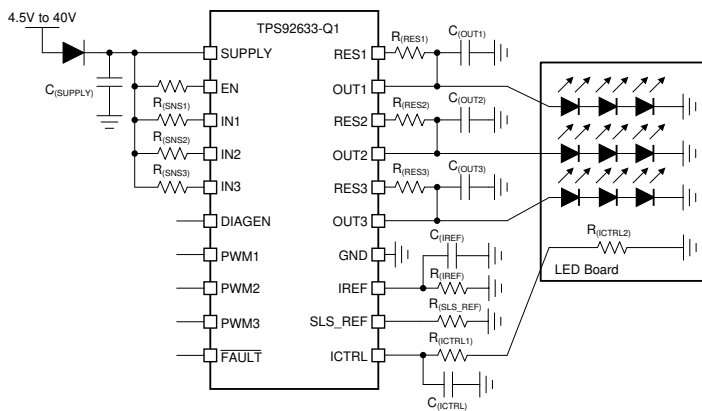 4.5V to 40V
TPS92633-Q1
SUPPLY
C(SUPPLY)
EN
R(SNS1)
IN1
R(SNS2)
IN2
R(SNS3)
IN3
DIAGEN
PWM1
PWM2
PWM3
FAULT
RES1
R(RES1)
C(OUT1)
OUT1
RES2
R(RES2)
C(OUT2)
OUT2
RES3
R(RES3)
C(OUT3)
OUT3
GND
C(IREF)
IREF
R(IREF)
SLS_REF
R(SLS_REF)
ICTRL
R(ICTRL1)
C(ICTRL)
R(ICTRL2)
LED Board